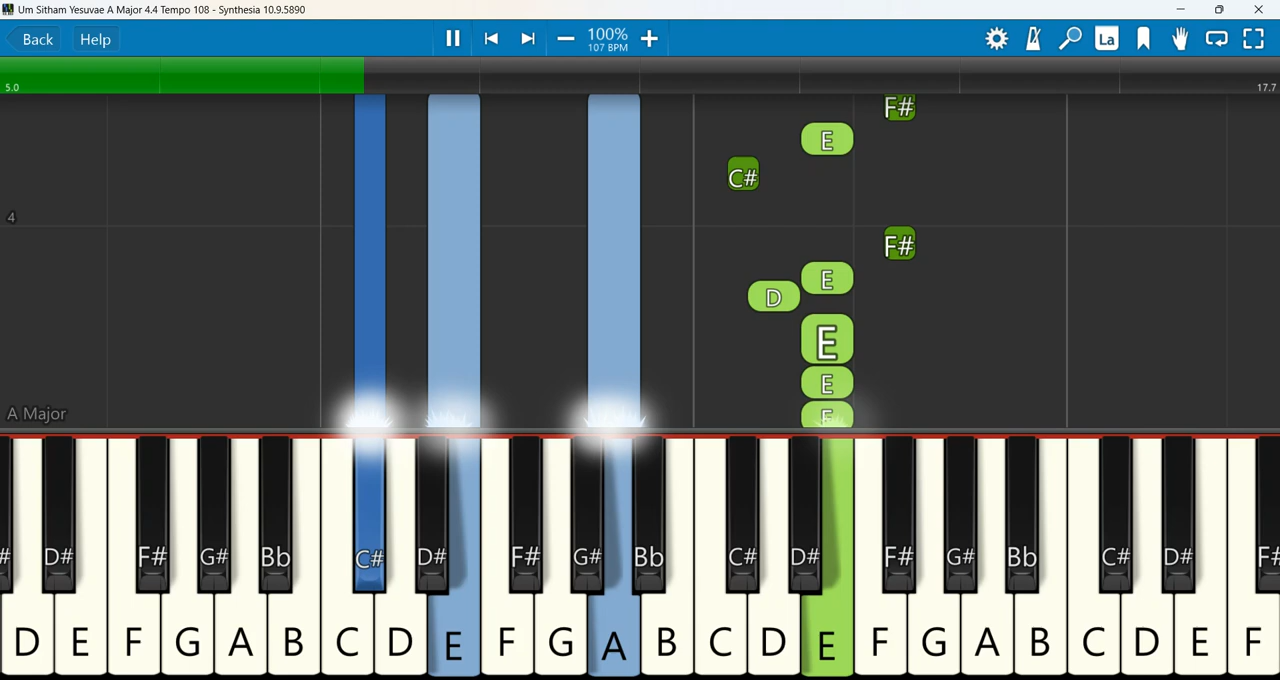 Um Sitham Yesuvae A Major 4.4 Tempo 108 - Synthesia 10.9.5890
Back Help 100% La
107 BPM
5.0 17.7
F#
E
C#
4
F#
E
D
E
E
E
A Major
# D# F# G# Bb C# D# F# G# Bb C# D# F# G# Bb C# D# F#
D E F G A B C D E F G A B C D E F G A B C D E F